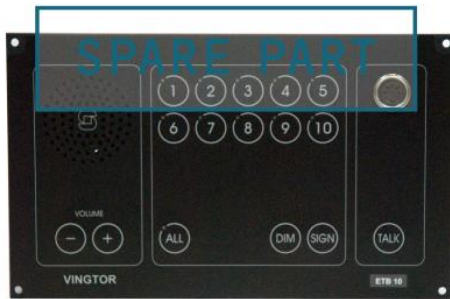 SPARE PART
1 2 3 4 5
6 7 8 9 10
VOLUME
- +
ALL DIM SIGN TALK
VINGTOR ETB 10